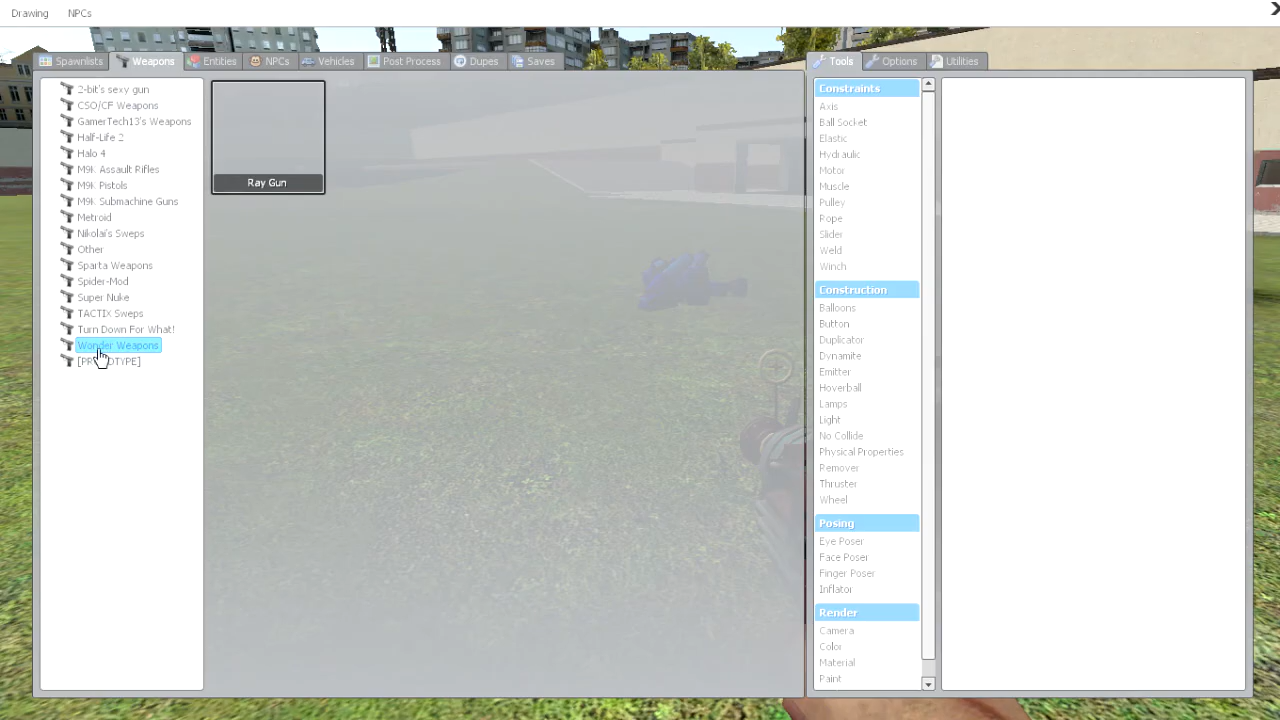 Drawing NPCs
Spawnlists Weapons Entities NPCs Vehicles Post Process Dupes Saves
2-bit's sexy gun
CSO/CF Weapons
GamerTech13's Weapons
Half-Life 2
Halo 4
M9K Assault Rifles
M9K Pistols
M9K Submachine Guns
Metroid
Nikolai's Sweps
Other
Sparta Weapons
Spider-Mod
Super Nuke
TACTIX Sweps
Turn Down For What!
Wonder Weapons
Ray Gun
Tools Options Utilities
Constraints
Axis
Ball Socket
Elastic
Hydraulic
Motor
Muscle
Pulley
Rope
Slider
Weld
Winch
Construction
Balloons
Button
Duplicator
Dynamite
Emitter
Hoverball
Lamps
Light
No Collide
Physical Properties
Remover
Thruster
Wheel
Posing
Eye Poser
Face Poser
Finger Poser
Inflator
Render
Camera
Color
Material
Paint